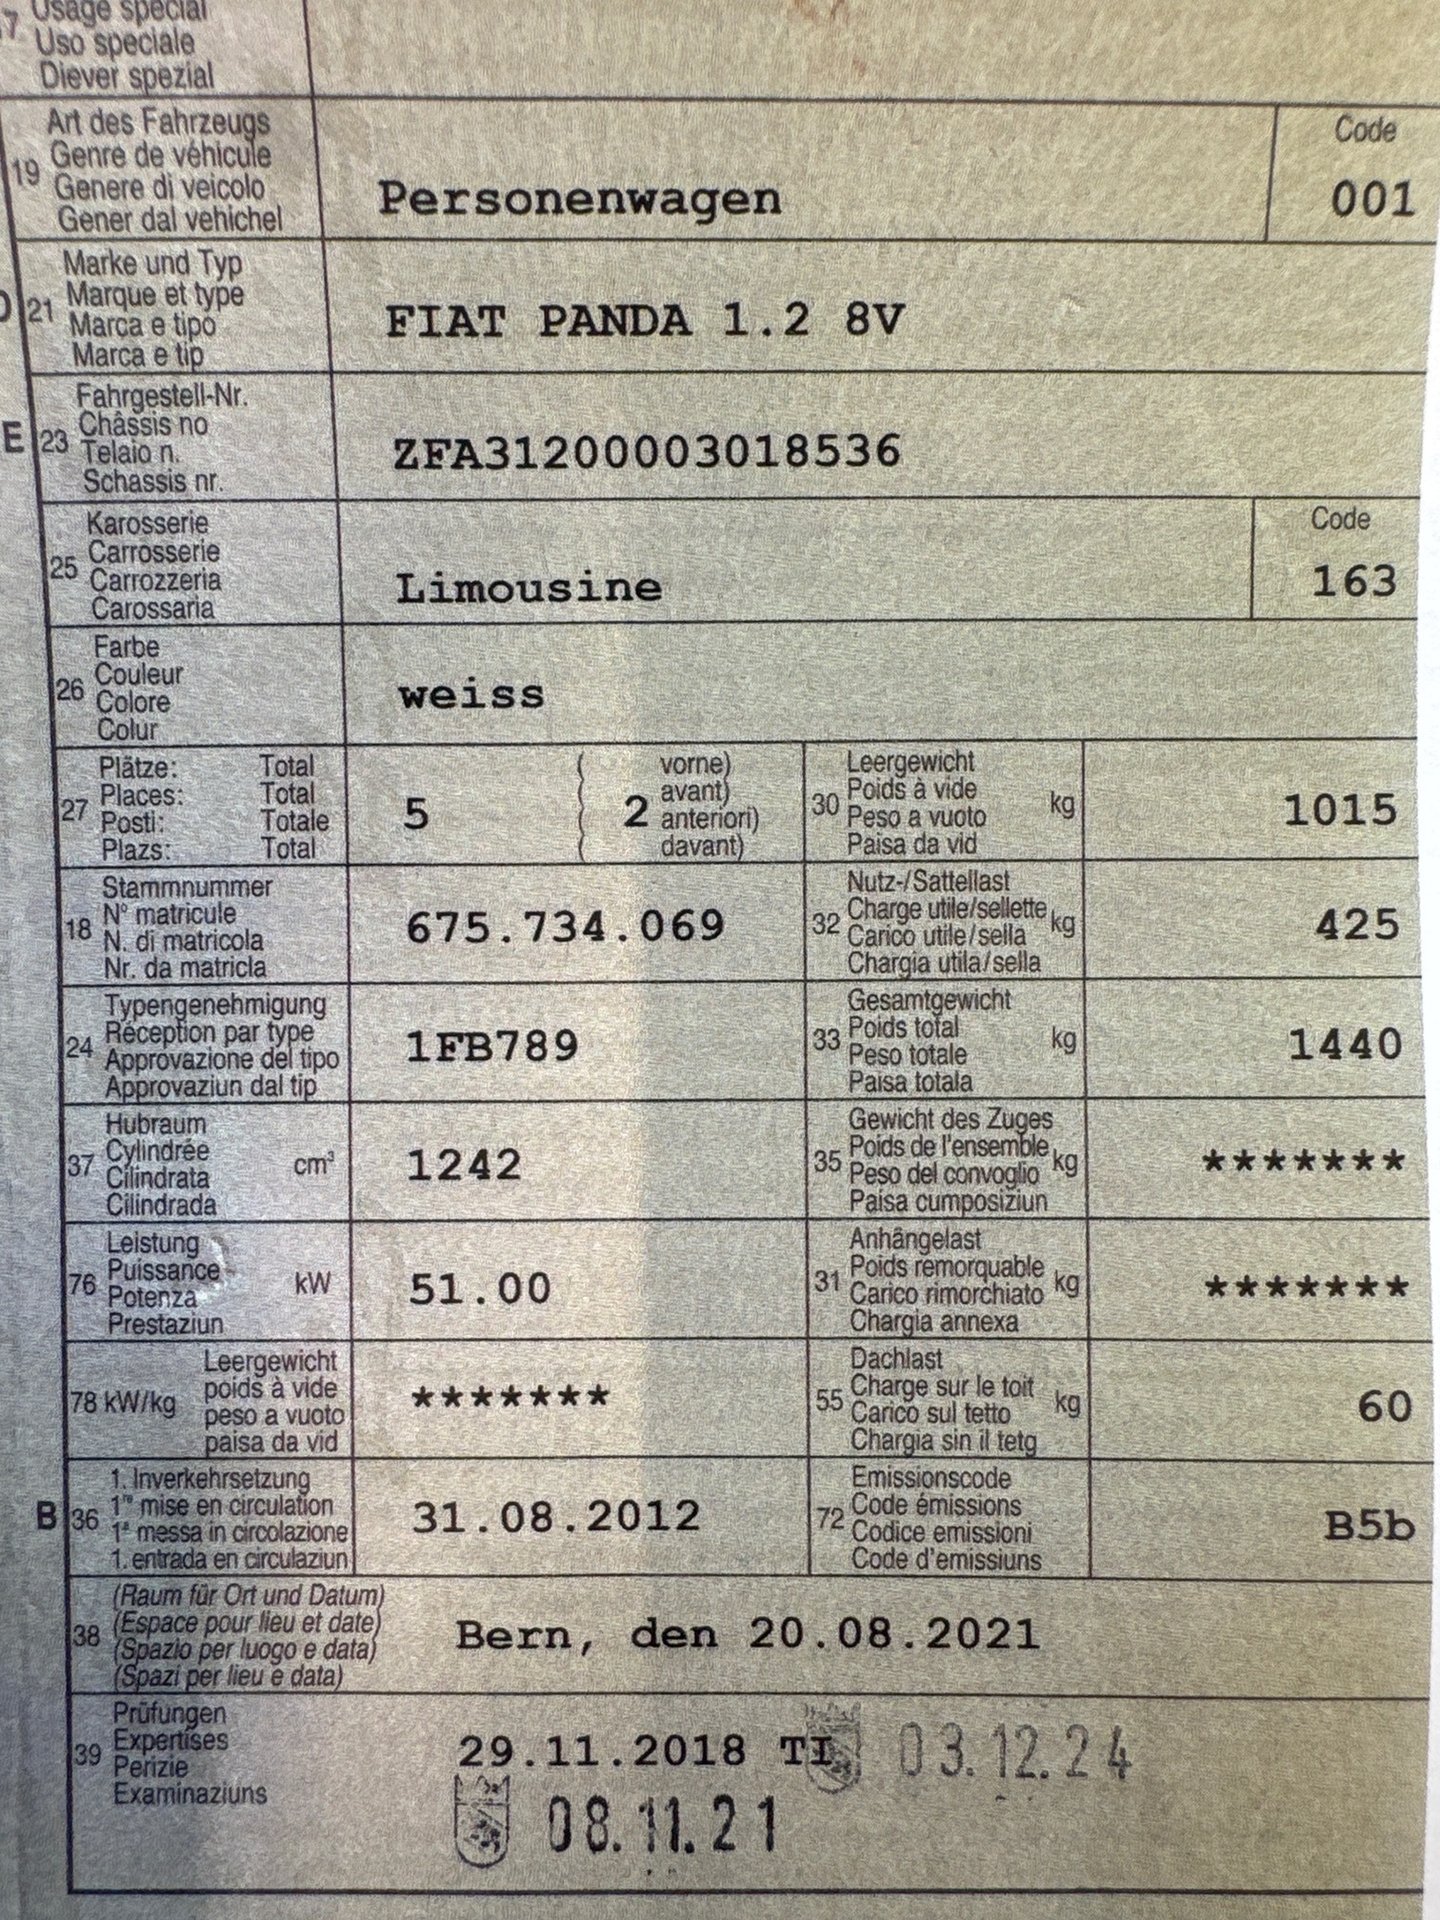 17 Usage spécial
Uso speciale
Diever spezial
Art des Fahrzeugs
Code
19 Genre de véhicule
Genere di veicolo
Gener dal vehichel
Personenwagen
001
Marke und Typ
D 21 Marque et type
Marca e tipo
Marca e tip
FIAT PANDA 1.2 8V
Fahrgestell-Nr.
E 23 Châssis no
Telaio n.
Schassis nr.
ZFA31200003018536
Karosserie
Code
25 Carrosserie
Carrozzeria
Carossaria
Limousine
163
Farbe
26 Couleur
Colore
Colur
weiss
Plätze: Total
27 Places: Total
Posti: Totale
Plazs: Total
5
( vorne)
( avant)
( 2 anteriori)
( davant)
Leergewicht
30 Poids à vide kg
Peso a vuoto
Paisa da vid
1015
Stammnummer
18 N° matricule
N. di matricola
Nr. da matricla
675.734.069
Nutz-/Sattellast
32 Charge utile/sellette kg
Carico utile/sella
Chargia utila/sella
425
Typengenehmigung
24 Réception par type
Approvazione del tipo
Approvaziun dal tip
1FB789
Gesamtgewicht
33 Poids total kg
Peso totale
Paisa totala
1440
Hubraum
37 Cylindrée cm³
Cilindrata
Cilindrada
1242
Gewicht des Zuges
35 Poids de l'ensemble kg
Peso del convoglio
Paisa cumposiziun
*******
Leistung
76 Puissance kW
Potenza
Prestaziun
51.00
Anhängelast
31 Poids remorquable kg
Carico rimorchiato
Chargia annexa
*******
Leergewicht
78 kW/kg poids à vide
peso a vuoto
paisa da vid
*******
Dachlast
55 Charge sur le toit kg
Carico sul tetto
Chargia sin il tetg
60
1. Inverkehrsetzung
B 36 1re mise en circulation
1a messa in circolazione
1. entrada en circulaziun
31.08.2012
Emissionscode
72 Code émissions
Codice emissioni
Code d'emissiuns
B5b
(Raum für Ort und Datum)
38 (Espace pour lieu et date)
(Spazio per luogo e data)
(Spazi per lieu e data)
Bern, den 20.08.2021
Prüfungen
39 Expertises
Perizie
Examinaziuns
29.11.2018 TI 03.12.24
08.11.21